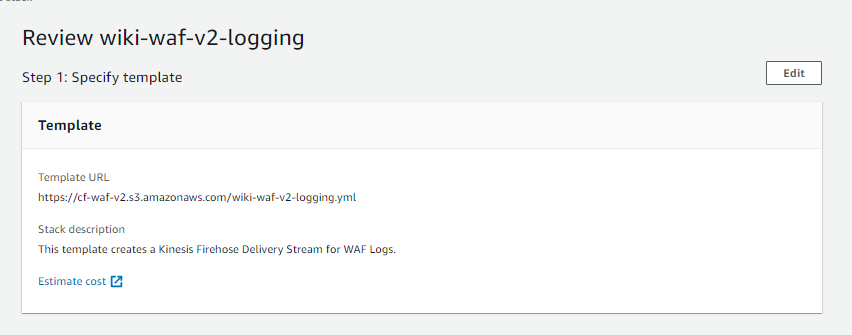 Review wiki-waf-v2-logging
Step 1: Specify template
Edit
Template
Template URL
https://cf-waf-v2.s3.amazonaws.com/wiki-waf-v2-logging.yml
Stack description
This template creates a Kinesis Firehose Delivery Stream for WAF Logs.
Estimate cost